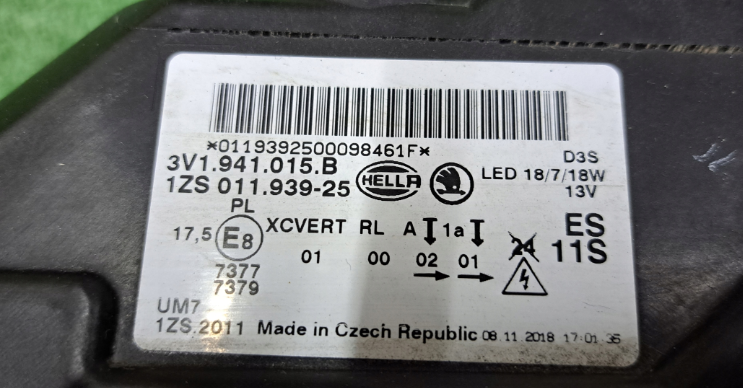 *0119392500098461F*
3V1.941.015.B
1ZS 011.939-25
HELLA
D3S
LED 18/7/18W
13V
PL
17,5 E8 XCVERT RL A 1a ES
01 00 02 01 24 11S
7377
7379
UM7
1ZS.2011 Made in Czech Republic 08.11.2018 17:01:35